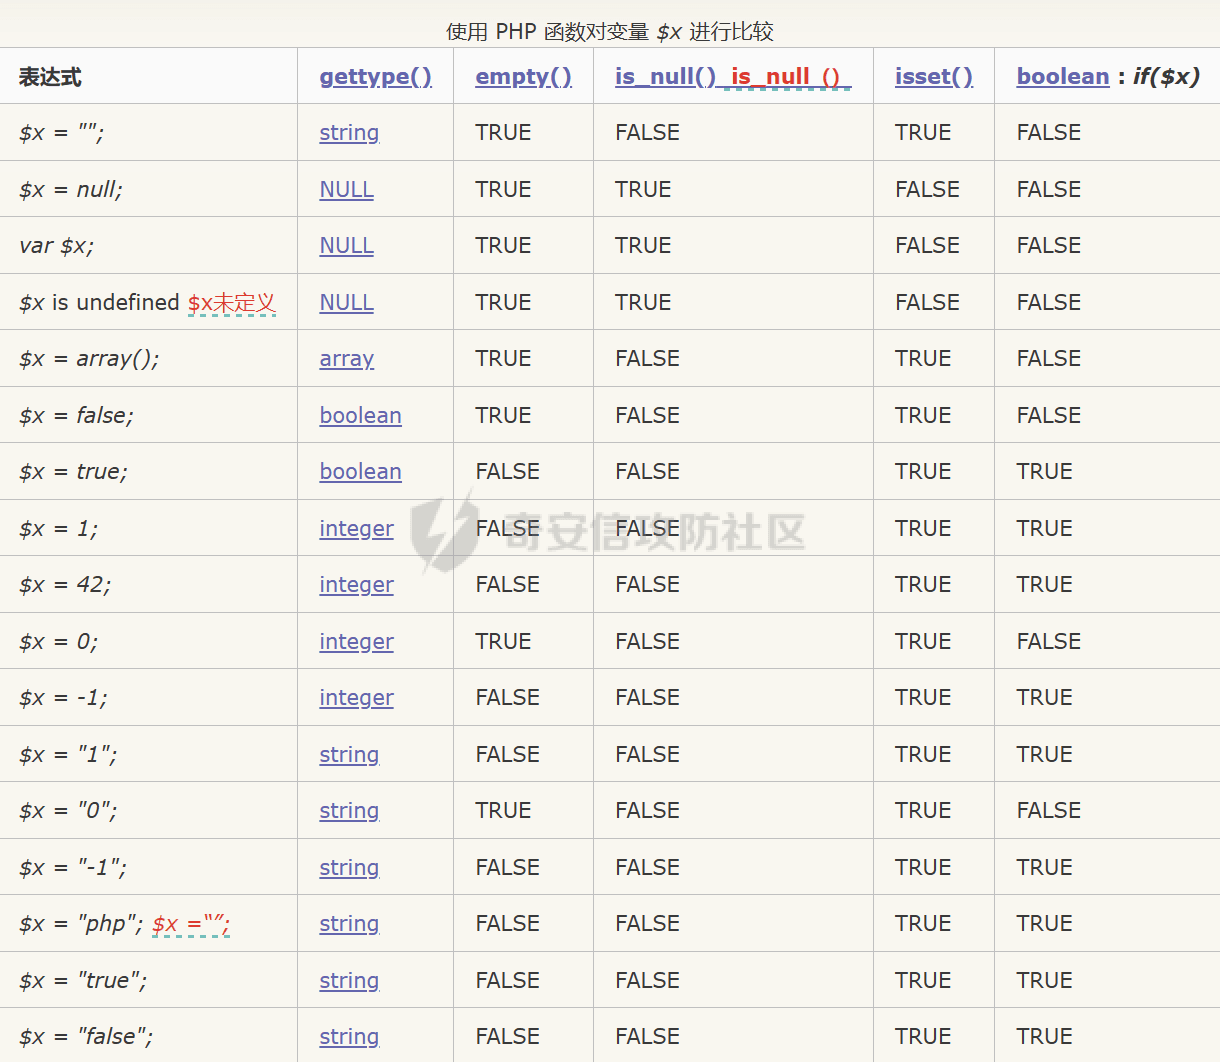 使用 PHP 函数对变量 $x 进行比较
表达式 gettype() empty() is_null() is_null（） isset() boolean : if($x)
$x = ""; string TRUE FALSE TRUE FALSE
$x = null; NULL TRUE TRUE FALSE FALSE
var $x; NULL TRUE TRUE FALSE FALSE
$x is undefined $x未定义 NULL TRUE TRUE FALSE FALSE
$x = array(); array TRUE FALSE TRUE FALSE
$x = false; boolean TRUE FALSE TRUE FALSE
$x = true; boolean FALSE FALSE TRUE TRUE
$x = 1; integer FALSE FALSE TRUE TRUE
奇安信攻防社区
$x = 42; integer FALSE FALSE TRUE TRUE
$x = 0; integer TRUE FALSE TRUE FALSE
$x = -1; integer FALSE FALSE TRUE TRUE
$x = "1"; string FALSE FALSE TRUE TRUE
$x = "0"; string TRUE FALSE TRUE FALSE
$x = "-1"; string FALSE FALSE TRUE TRUE
$x = "php"; $x =“”; string FALSE FALSE TRUE TRUE
$x = "true"; string FALSE FALSE TRUE TRUE
$x = "false"; string FALSE FALSE TRUE TRUE